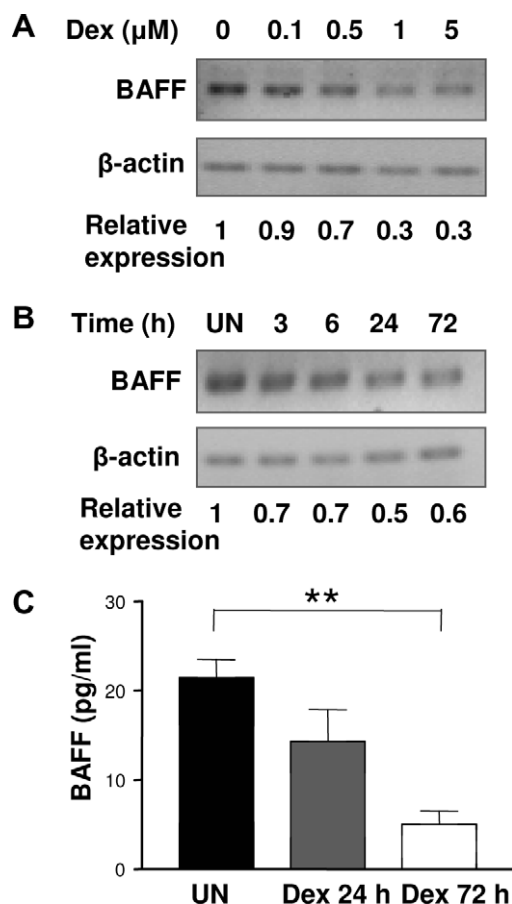 A Dex (µM) 0 0.1 0.5 1 5
BAFF
β-actin
Relative
expression 1 0.9 0.7 0.3 0.3
B Time (h) UN 3 6 24 72
BAFF
β-actin
Relative
expression 1 0.7 0.7 0.5 0.6
C
**
BAFF (pg/ml)
30
20
10
0
UN Dex 24 h Dex 72 h